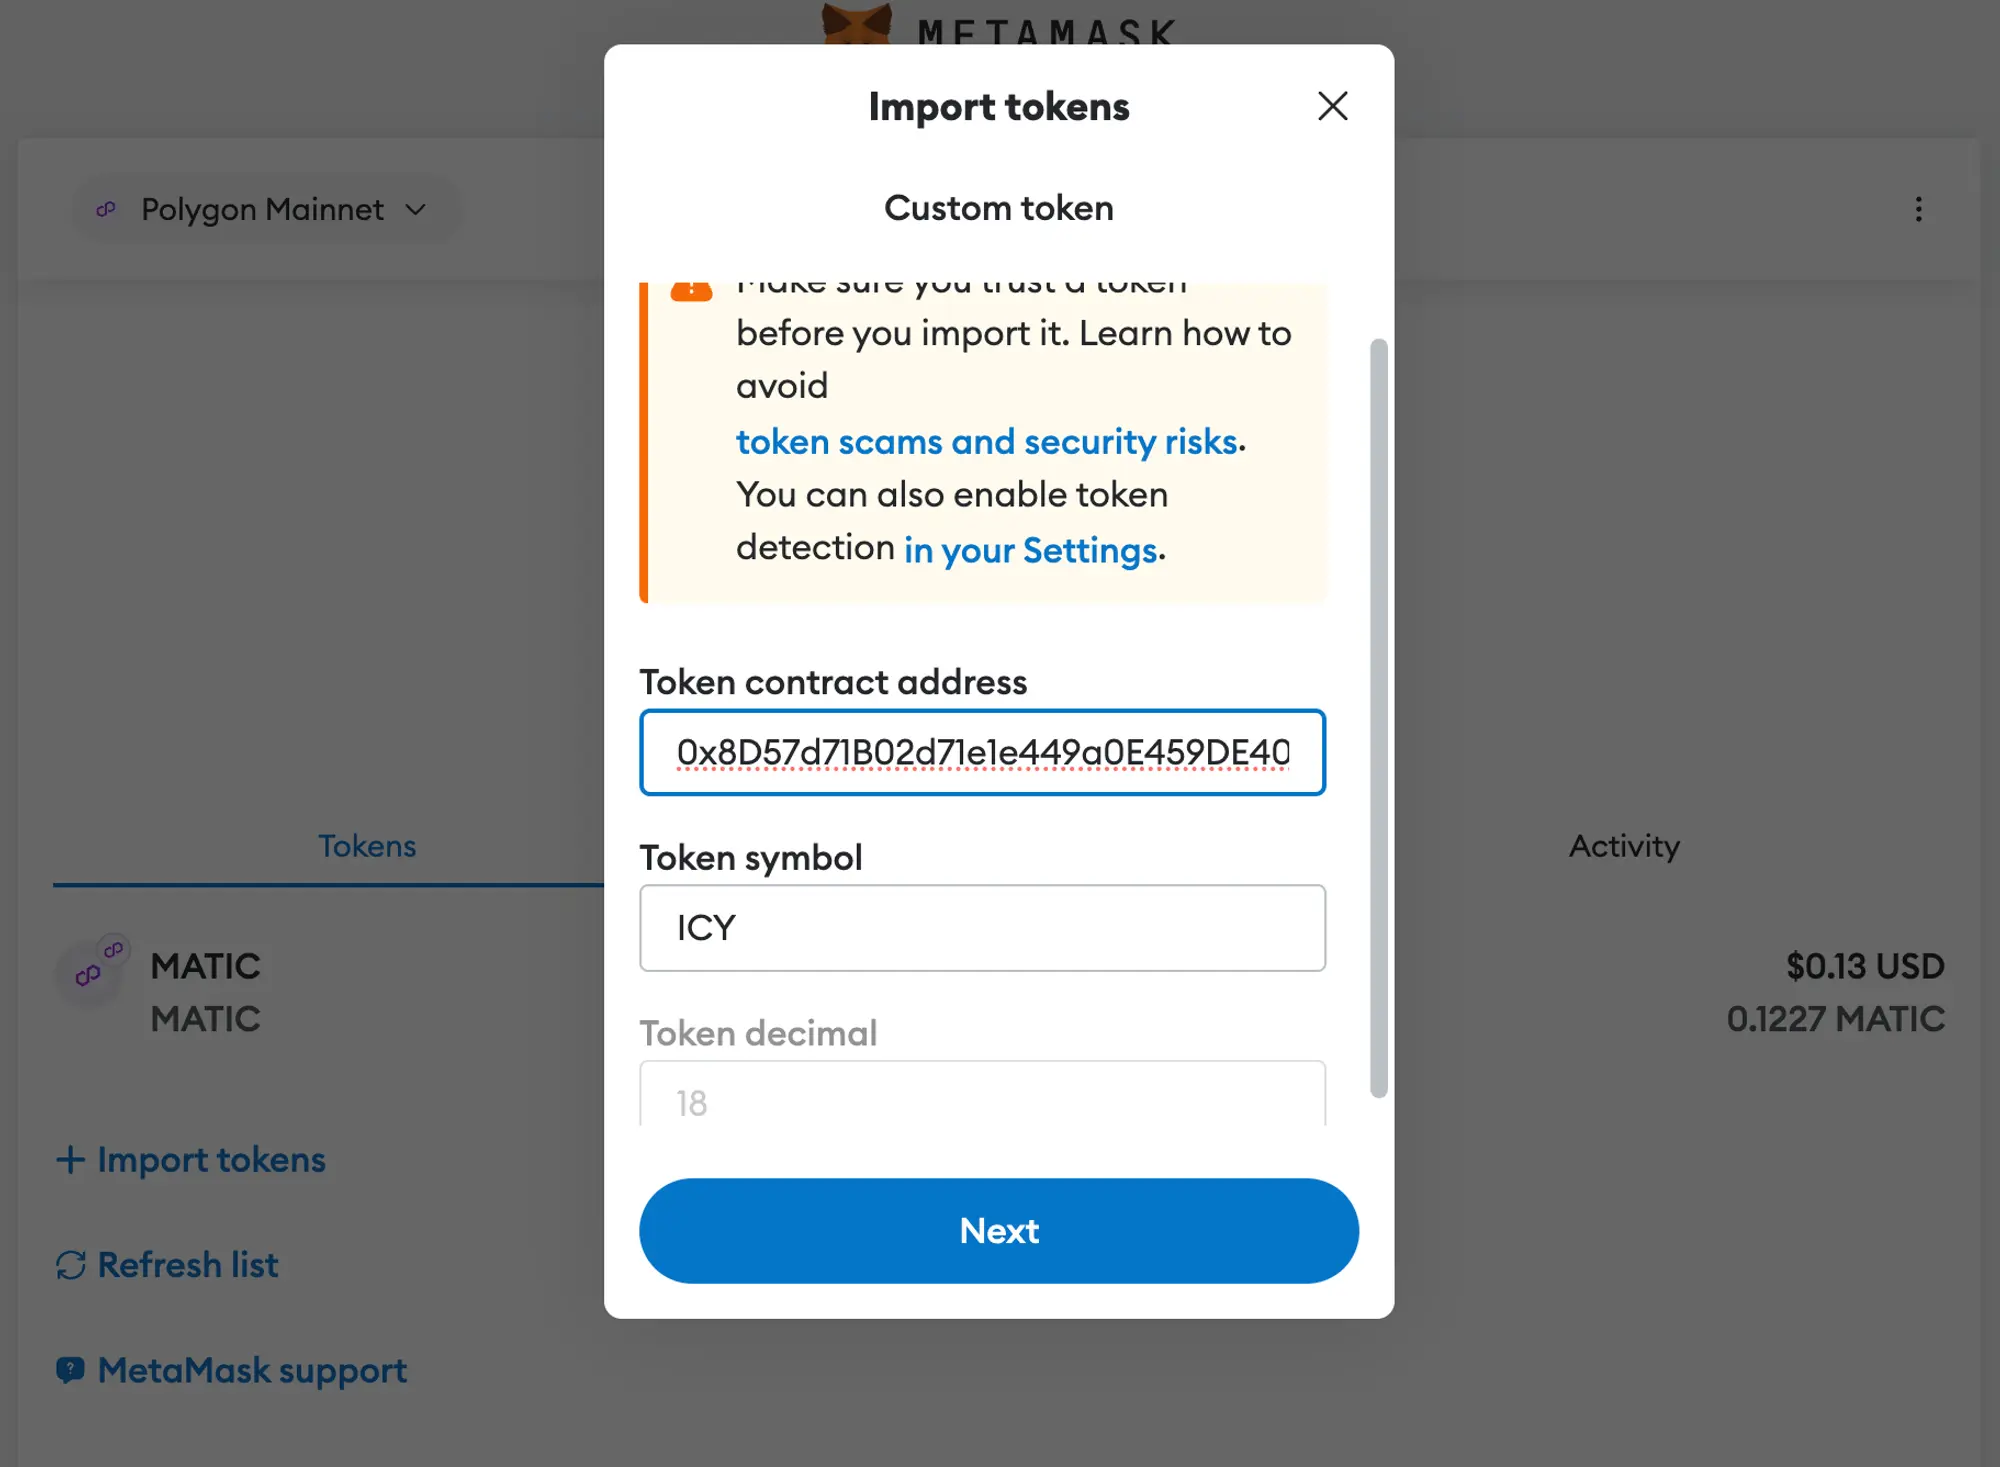 METAMASK
Import tokens
Polygon Mainnet
Custom token
Make sure you trust a token
before you import it. Learn how to
avoid
token scams and security risks.
You can also enable token
detection in your Settings.
Token contract address
0x8D57d71B02d71e1e449a0E459DE40
Tokens
Activity
Token symbol
ICY
MATIC
$0.13 USD
MATIC
0.1227 MATIC
Token decimal
18
Import tokens
Next
Refresh list
MetaMask support